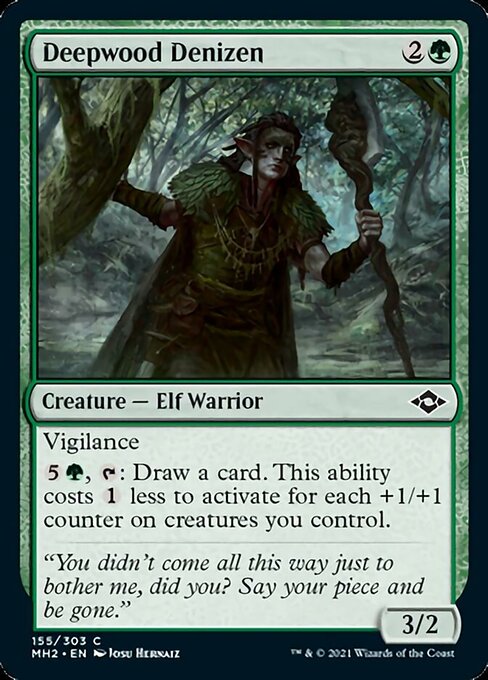 Deepwood Denizen 2
Creature — Elf Warrior
Vigilance
5, : Draw a card. This ability
costs 1 less to activate for each +1/+1
counter on creatures you control.
“You didn’t come all this way just to
bother me, did you? Say your piece and
be gone.”
3/2
155/303 C
MH2 • EN Josu Hernaiz
™ & © 2021 Wizards of the Coast